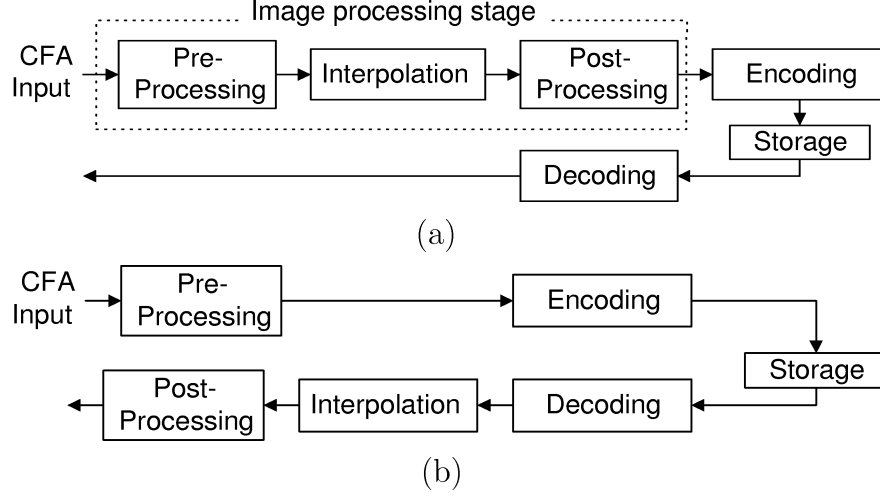 Image processing stage
CFA
Input
Pre-
Processing
Interpolation
Post-
Processing
Encoding
Storage
Decoding
(a)
CFA
Input
Pre-
Processing
Encoding
Storage
Post-
Processing
Interpolation
Decoding
(b)